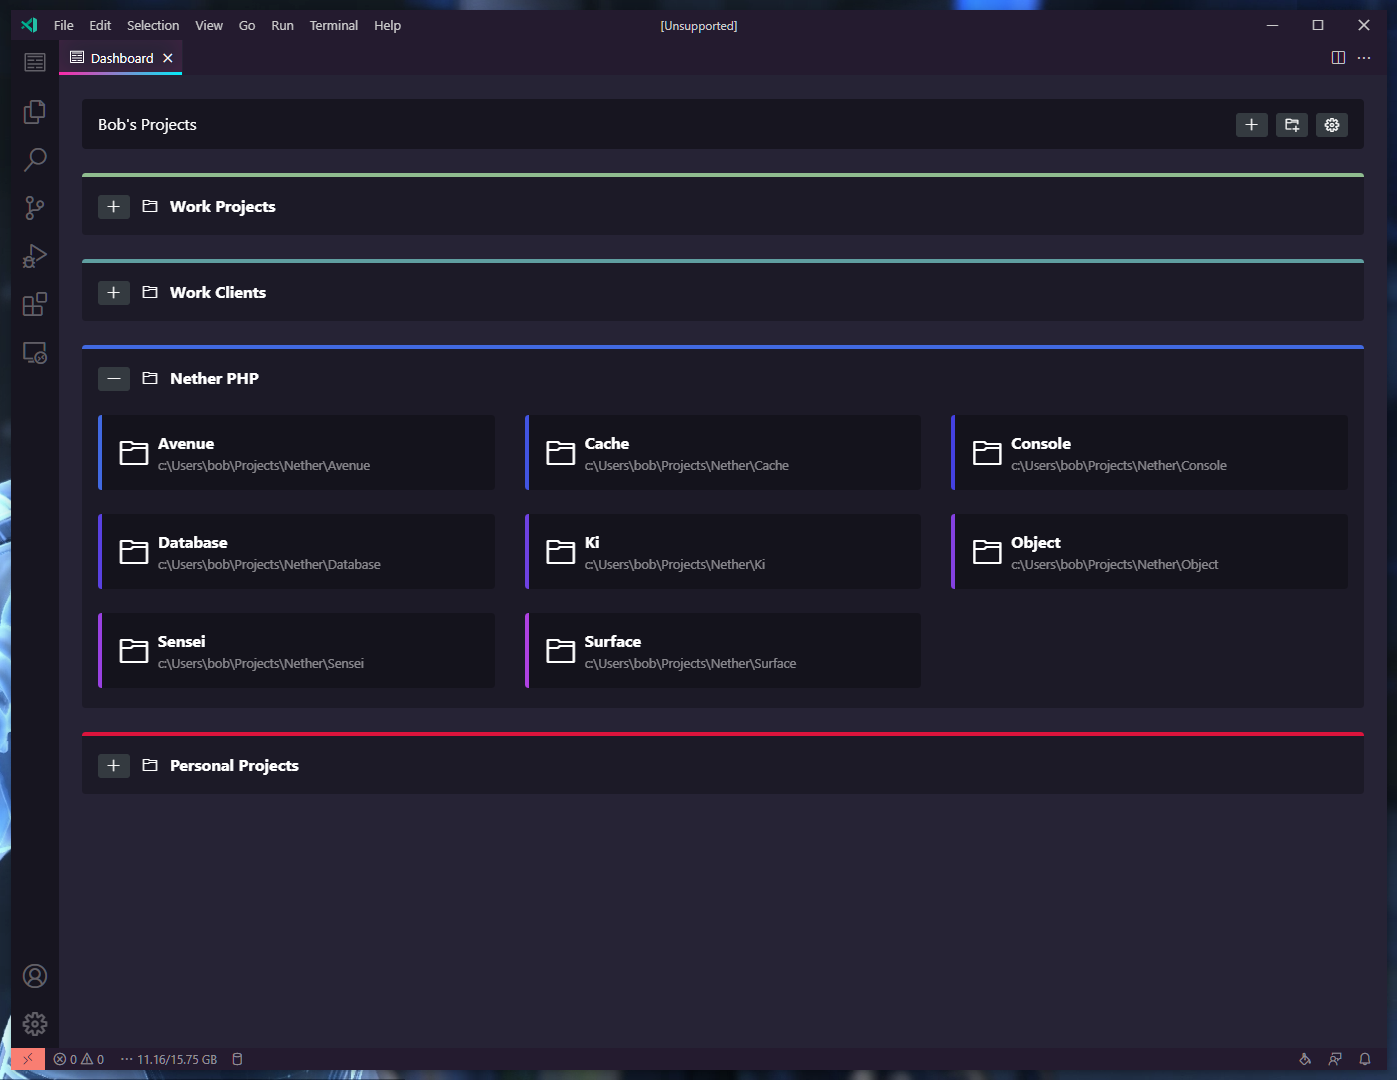 File Edit Selection View Go Run Terminal Help [Unsupported]
Dashboard
Bob's Projects
Work Projects
Work Clients
Nether PHP
Avenue
c:\Users\bob\Projects\Nether\Avenue
Cache
c:\Users\bob\Projects\Nether\Cache
Console
c:\Users\bob\Projects\Nether\Console
Database
c:\Users\bob\Projects\Nether\Database
Ki
c:\Users\bob\Projects\Nether\Ki
Object
c:\Users\bob\Projects\Nether\Object
Sensei
c:\Users\bob\Projects\Nether\Sensei
Surface
c:\Users\bob\Projects\Nether\Surface
Personal Projects
0 0 ··· 11.16/15.75 GB